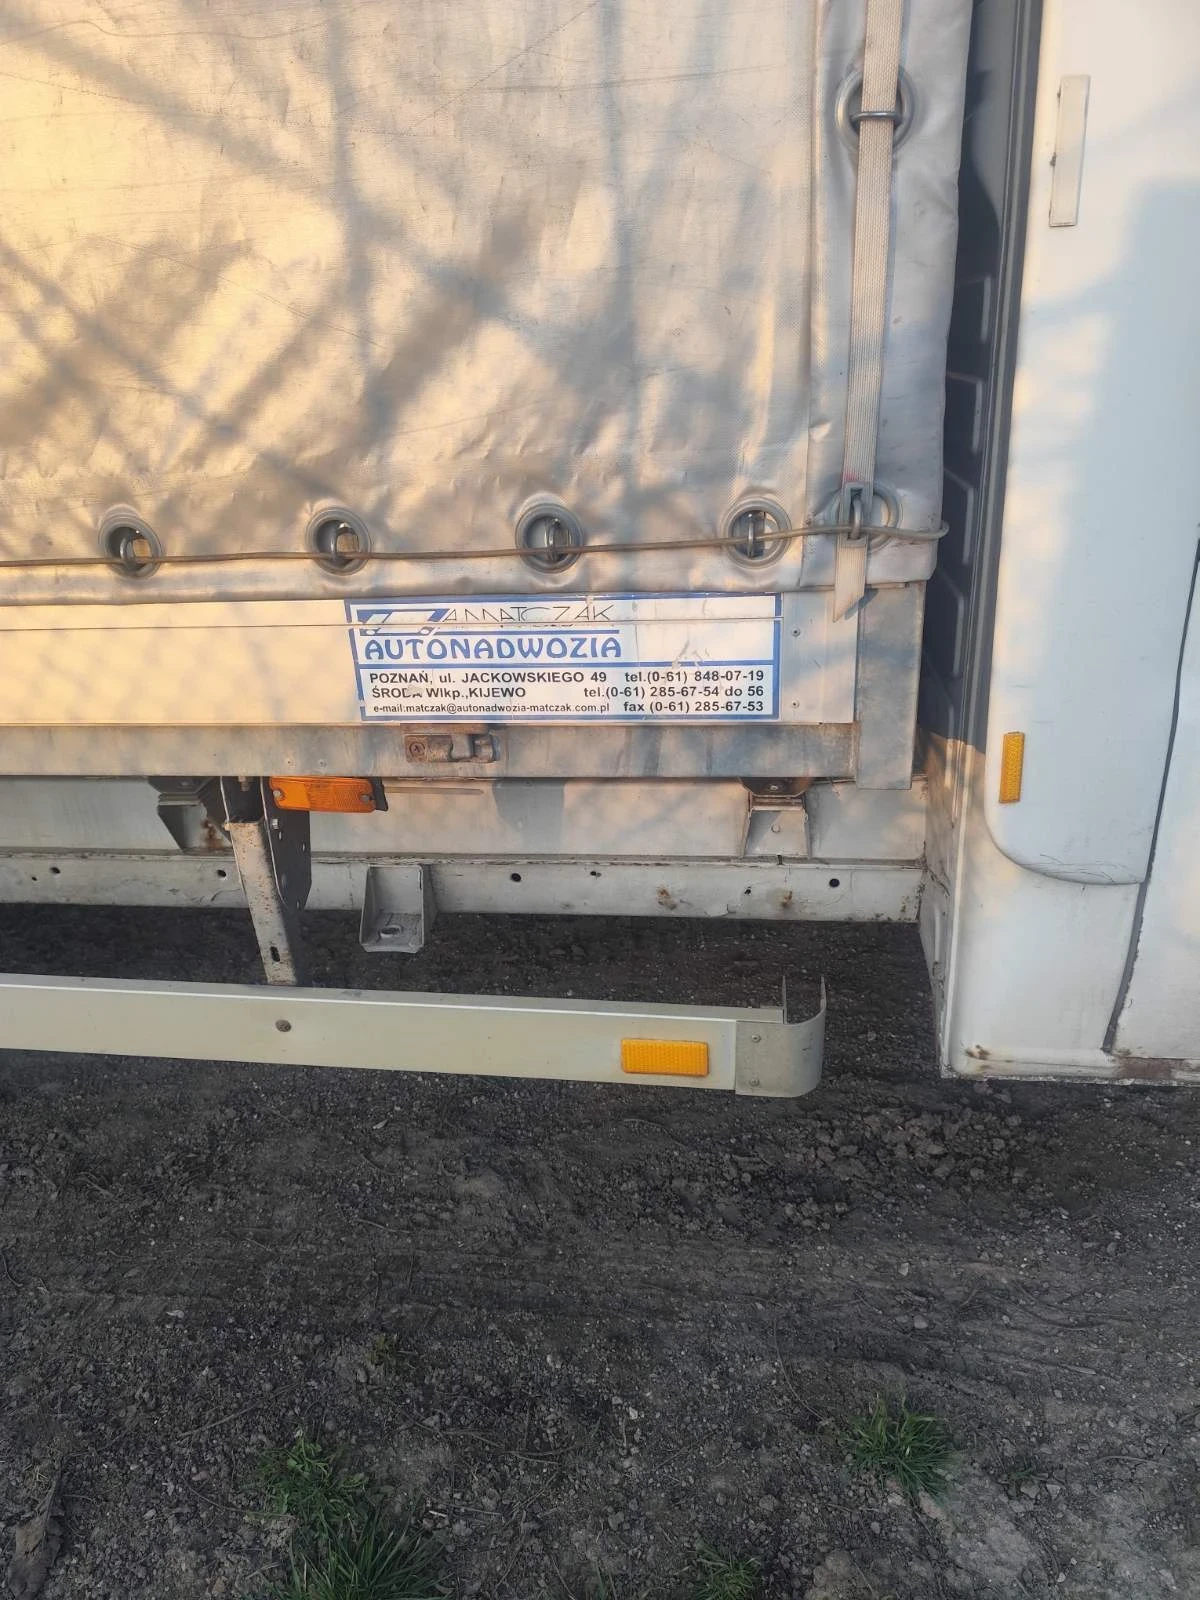 MATCZAK
AUTONADWOZIA
POZNAŃ, ul. JACKOWSKIEGO 49 tel.(0-61) 848-07-19
ŚRODA Wlkp.,KIJEWO tel.(0-61) 285-67-54 do 56
e-mail:matczak@autonadwozia-matczak.com.pl fax (0-61) 285-67-53